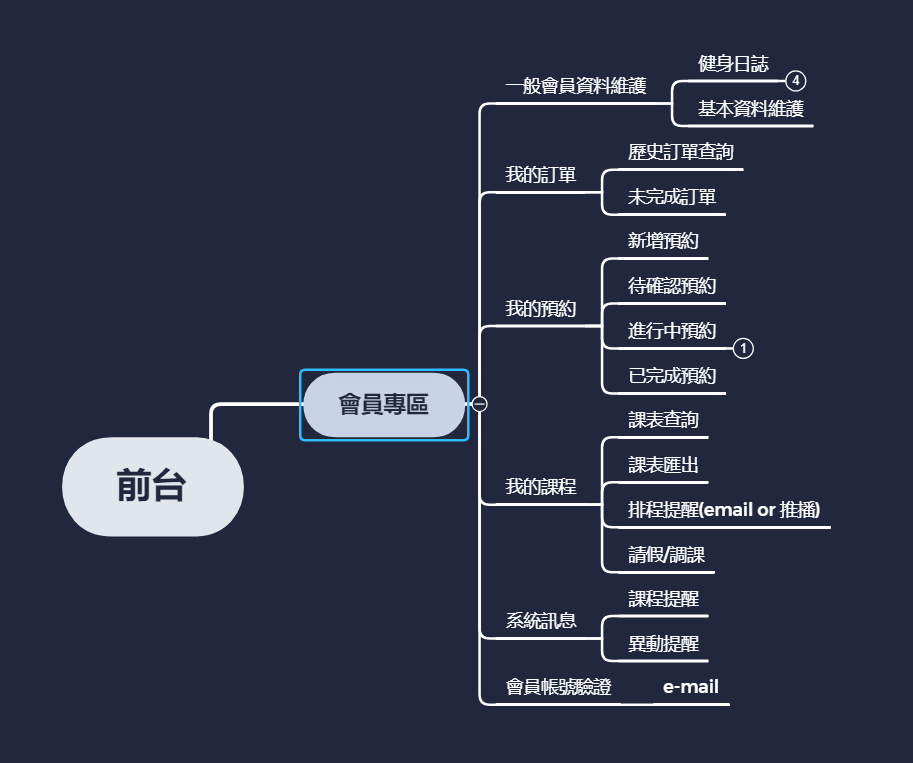 前台
會員專區
一般會員資料維護
健身日誌
4
基本資料維護
我的訂單
歷史訂單查詢
未完成訂單
我的預約
新增預約
待確認預約
進行中預約
1
已完成預約
我的課程
課表查詢
課表匯出
排程提醒(email or 推播)
請假/調課
系統訊息
課程提醒
異動提醒
會員帳號驗證
e-mail